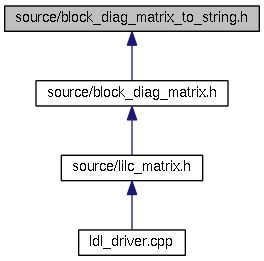 source/block_diag_matrix_to_string.h
source/block_diag_matrix.h
source/lilc_matrix.h
ldl_driver.cpp